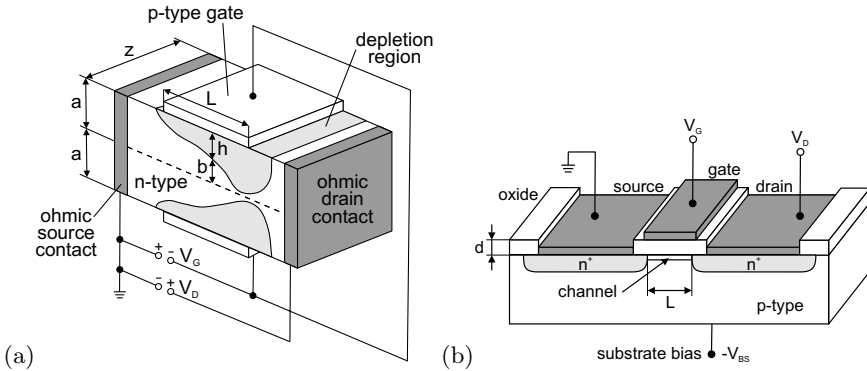 p-type gate
z
depletion
region
L
a
h
a
b
n-type
ohmic
drain
contact
ohmic
source
contact
+ − V_G
− + V_D
(a)
V_G
V_D
gate
oxide
source
drain
d
n⁺
n⁺
channel
L
p-type
substrate bias
-V_BS
(b)